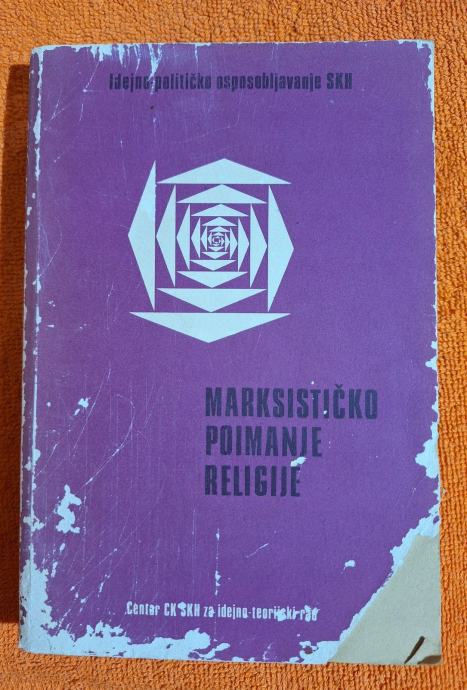 Idejno-političko osposobljavanje SKH
MARKSISTIČKO
POIMANJE
RELIGIJE
Centar CK SKH za idejno-teorijski rad